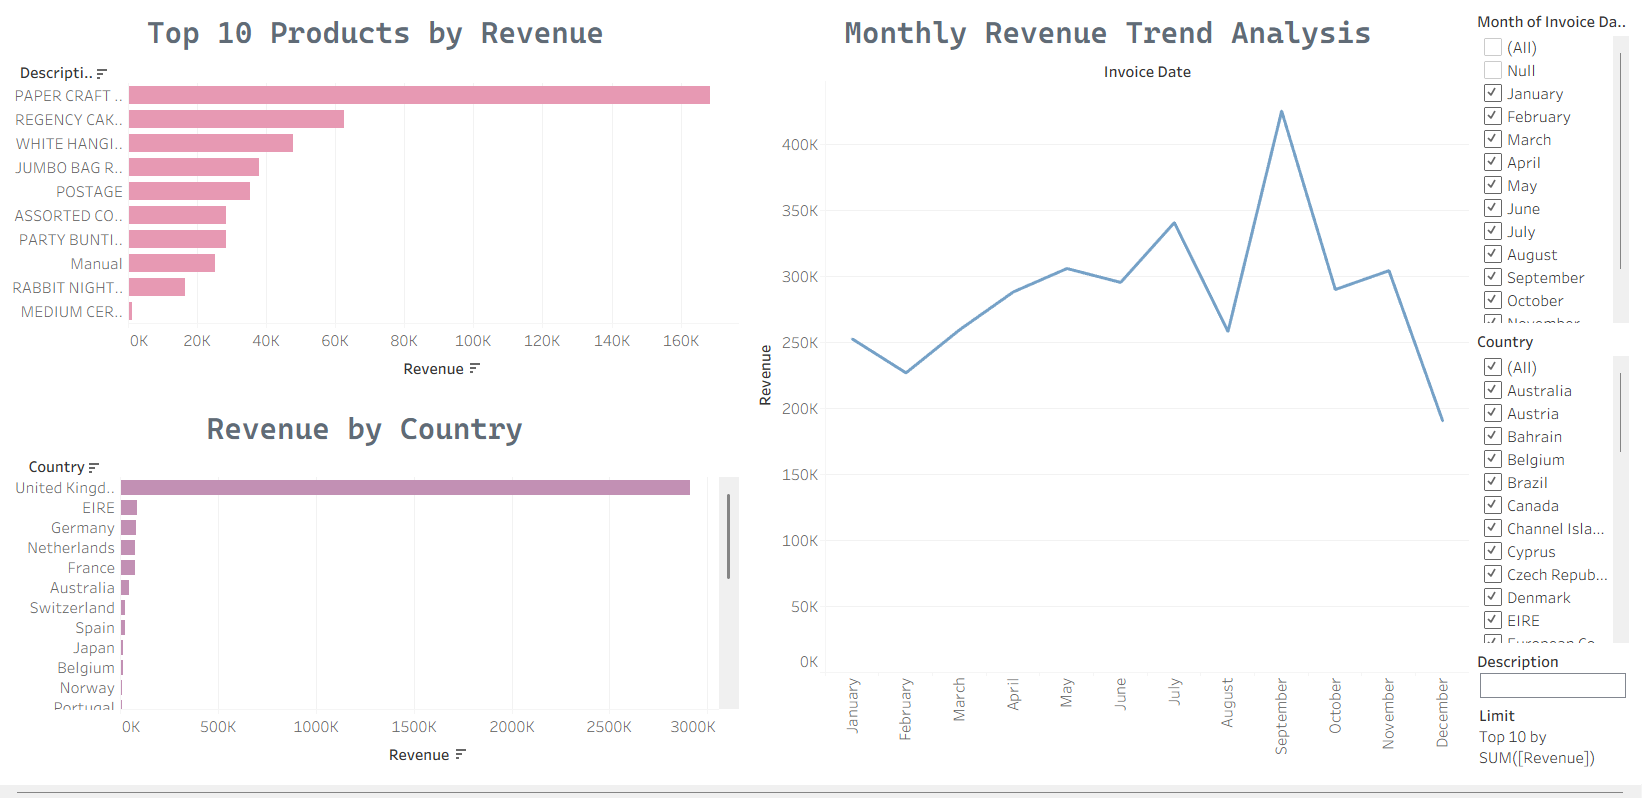 Top 10 Products by Revenue
Descripti..
PAPER CRAFT ..
REGENCY CAK..
WHITE HANGI..
JUMBO BAG R..
POSTAGE
ASSORTED CO..
PARTY BUNTI..
Manual
RABBIT NIGHT..
MEDIUM CER..
0K 20K 40K 60K 80K 100K 120K 140K 160K
Revenue
Revenue by Country
Country
United Kingd..
EIRE
Germany
Netherlands
France
Australia
Switzerland
Spain
Japan
Belgium
Norway
Portugal
0K 500K 1000K 1500K 2000K 2500K 3000K
Revenue
Monthly Revenue Trend Analysis
Invoice Date
Revenue
400K
350K
300K
250K
200K
150K
100K
50K
0K
January
February
March
April
May
June
July
August
September
October
November
December
Month of Invoice Da..
(All)
Null
January
February
March
April
May
June
July
August
September
October
November
Country
(All)
Australia
Austria
Bahrain
Belgium
Brazil
Canada
Channel Isla...
Cyprus
Czech Repub...
Denmark
EIRE
European Co...
Description
Limit
Top 10 by
SUM([Revenue])